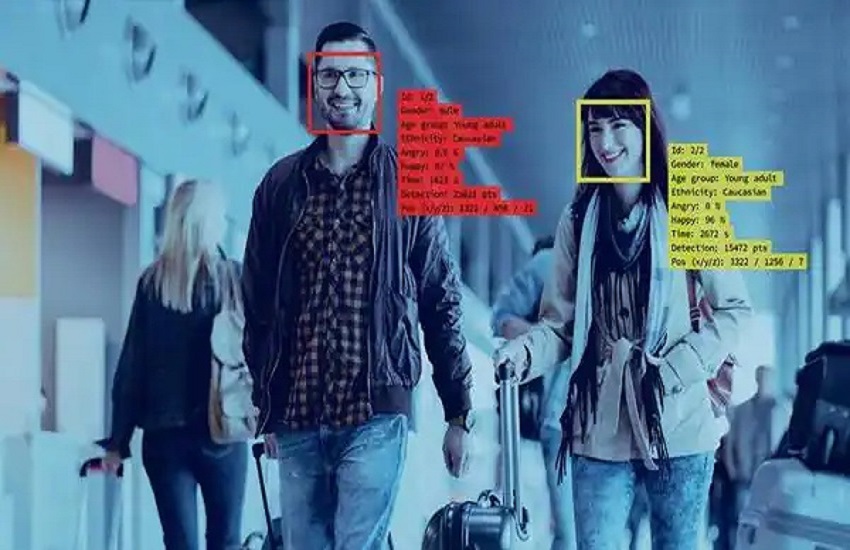 Id: 1/2
Gender: male
Age group: Young adult
Ethnicity: Caucasian
Angry: %
Happy: %
Time: s
Detection: pts
Pos (x/y/z):
Id: 2/2
Gender: female
Age group: Young adult
Ethnicity: Caucasian
Angry: 0 %
Happy: 96 %
Time: 2672 s
Detection: 15472 pts
Pos (x/y/z): 3322 / 1256 / 7